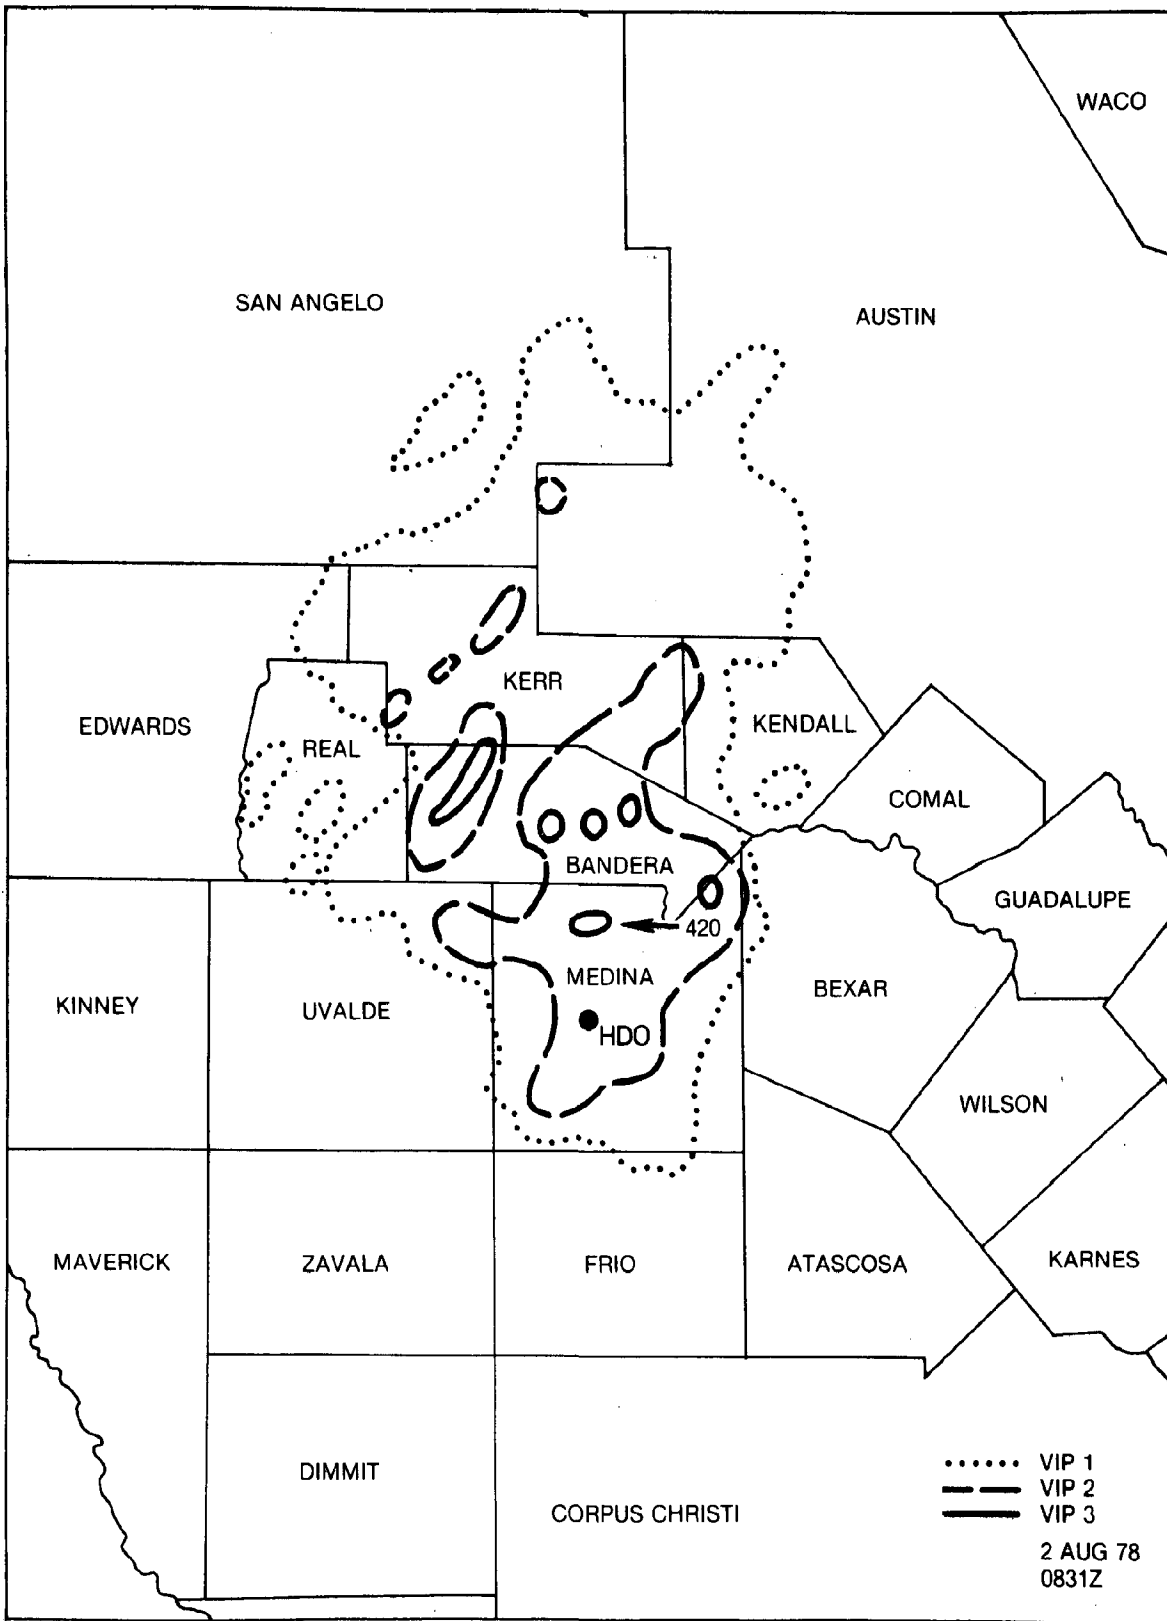 WACO
SAN ANGELO
AUSTIN
KERR
EDWARDS
REAL
KENDALL
COMAL
BANDERA
GUADALUPE
420
MEDINA
BEXAR
KINNEY
UVALDE
HDO
WILSON
MAVERICK
ZAVALA
FRIO
ATASCOSA
KARNES
DIMMIT
CORPUS CHRISTI
VIP 1
VIP 2
VIP 3
2 AUG 78
0831Z